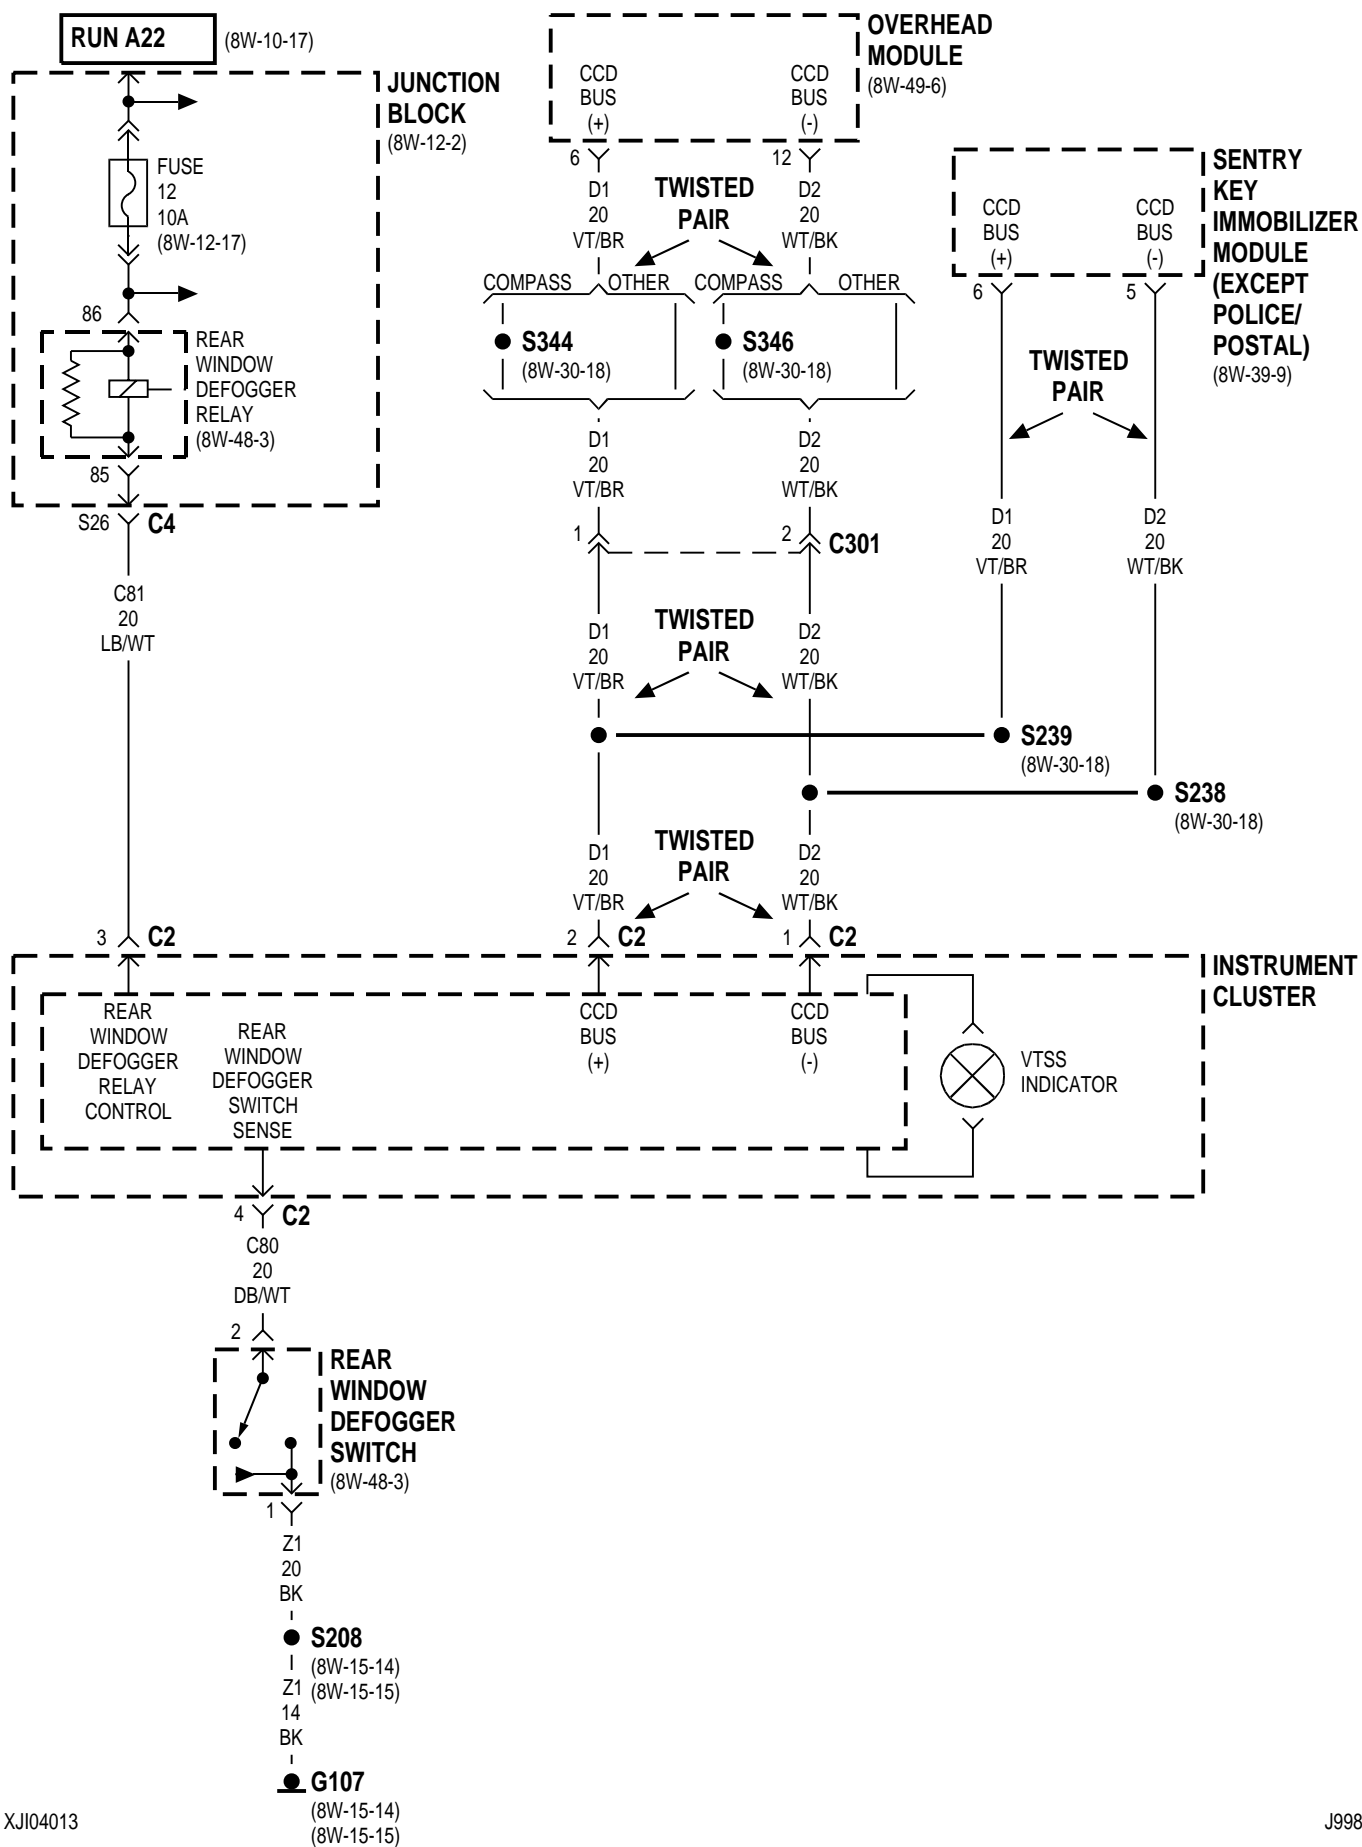 RUN A22
(8W-10-17)
JUNCTION
BLOCK
(8W-12-2)
FUSE
12
10A
(8W-12-17)
86
REAR
WINDOW
DEFOGGER
RELAY
(8W-48-3)
85
S26
C4
C81
20
LB/WT
3
C2
OVERHEAD
MODULE
(8W-49-6)
CCD
BUS
(+)
CCD
BUS
(-)
6
12
D1
20
VT/BR
TWISTED
PAIR
D2
20
WT/BK
COMPASS
OTHER
COMPASS
OTHER
S344
(8W-30-18)
S346
(8W-30-18)
D1
20
VT/BR
D2
20
WT/BK
1
2
C301
D1
20
VT/BR
TWISTED
PAIR
D2
20
WT/BK
SENTRY
KEY
IMMOBILIZER
MODULE
(EXCEPT
POLICE/
POSTAL)
(8W-39-9)
CCD
BUS
(+)
CCD
BUS
(-)
6
5
TWISTED
PAIR
D1
20
VT/BR
D2
20
WT/BK
S239
(8W-30-18)
S238
(8W-30-18)
D1
20
VT/BR
TWISTED
PAIR
D2
20
WT/BK
2
C2
1
C2
INSTRUMENT
CLUSTER
REAR
WINDOW
DEFOGGER
RELAY
CONTROL
REAR
WINDOW
DEFOGGER
SWITCH
SENSE
CCD
BUS
(+)
CCD
BUS
(-)
VTSS
INDICATOR
4
C2
C80
20
DB/WT
2
REAR
WINDOW
DEFOGGER
SWITCH
(8W-48-3)
1
Z1
20
BK
S208
(8W-15-14)
(8W-15-15)
Z1
14
BK
G107
(8W-15-14)
(8W-15-15)
XJI04013
J998